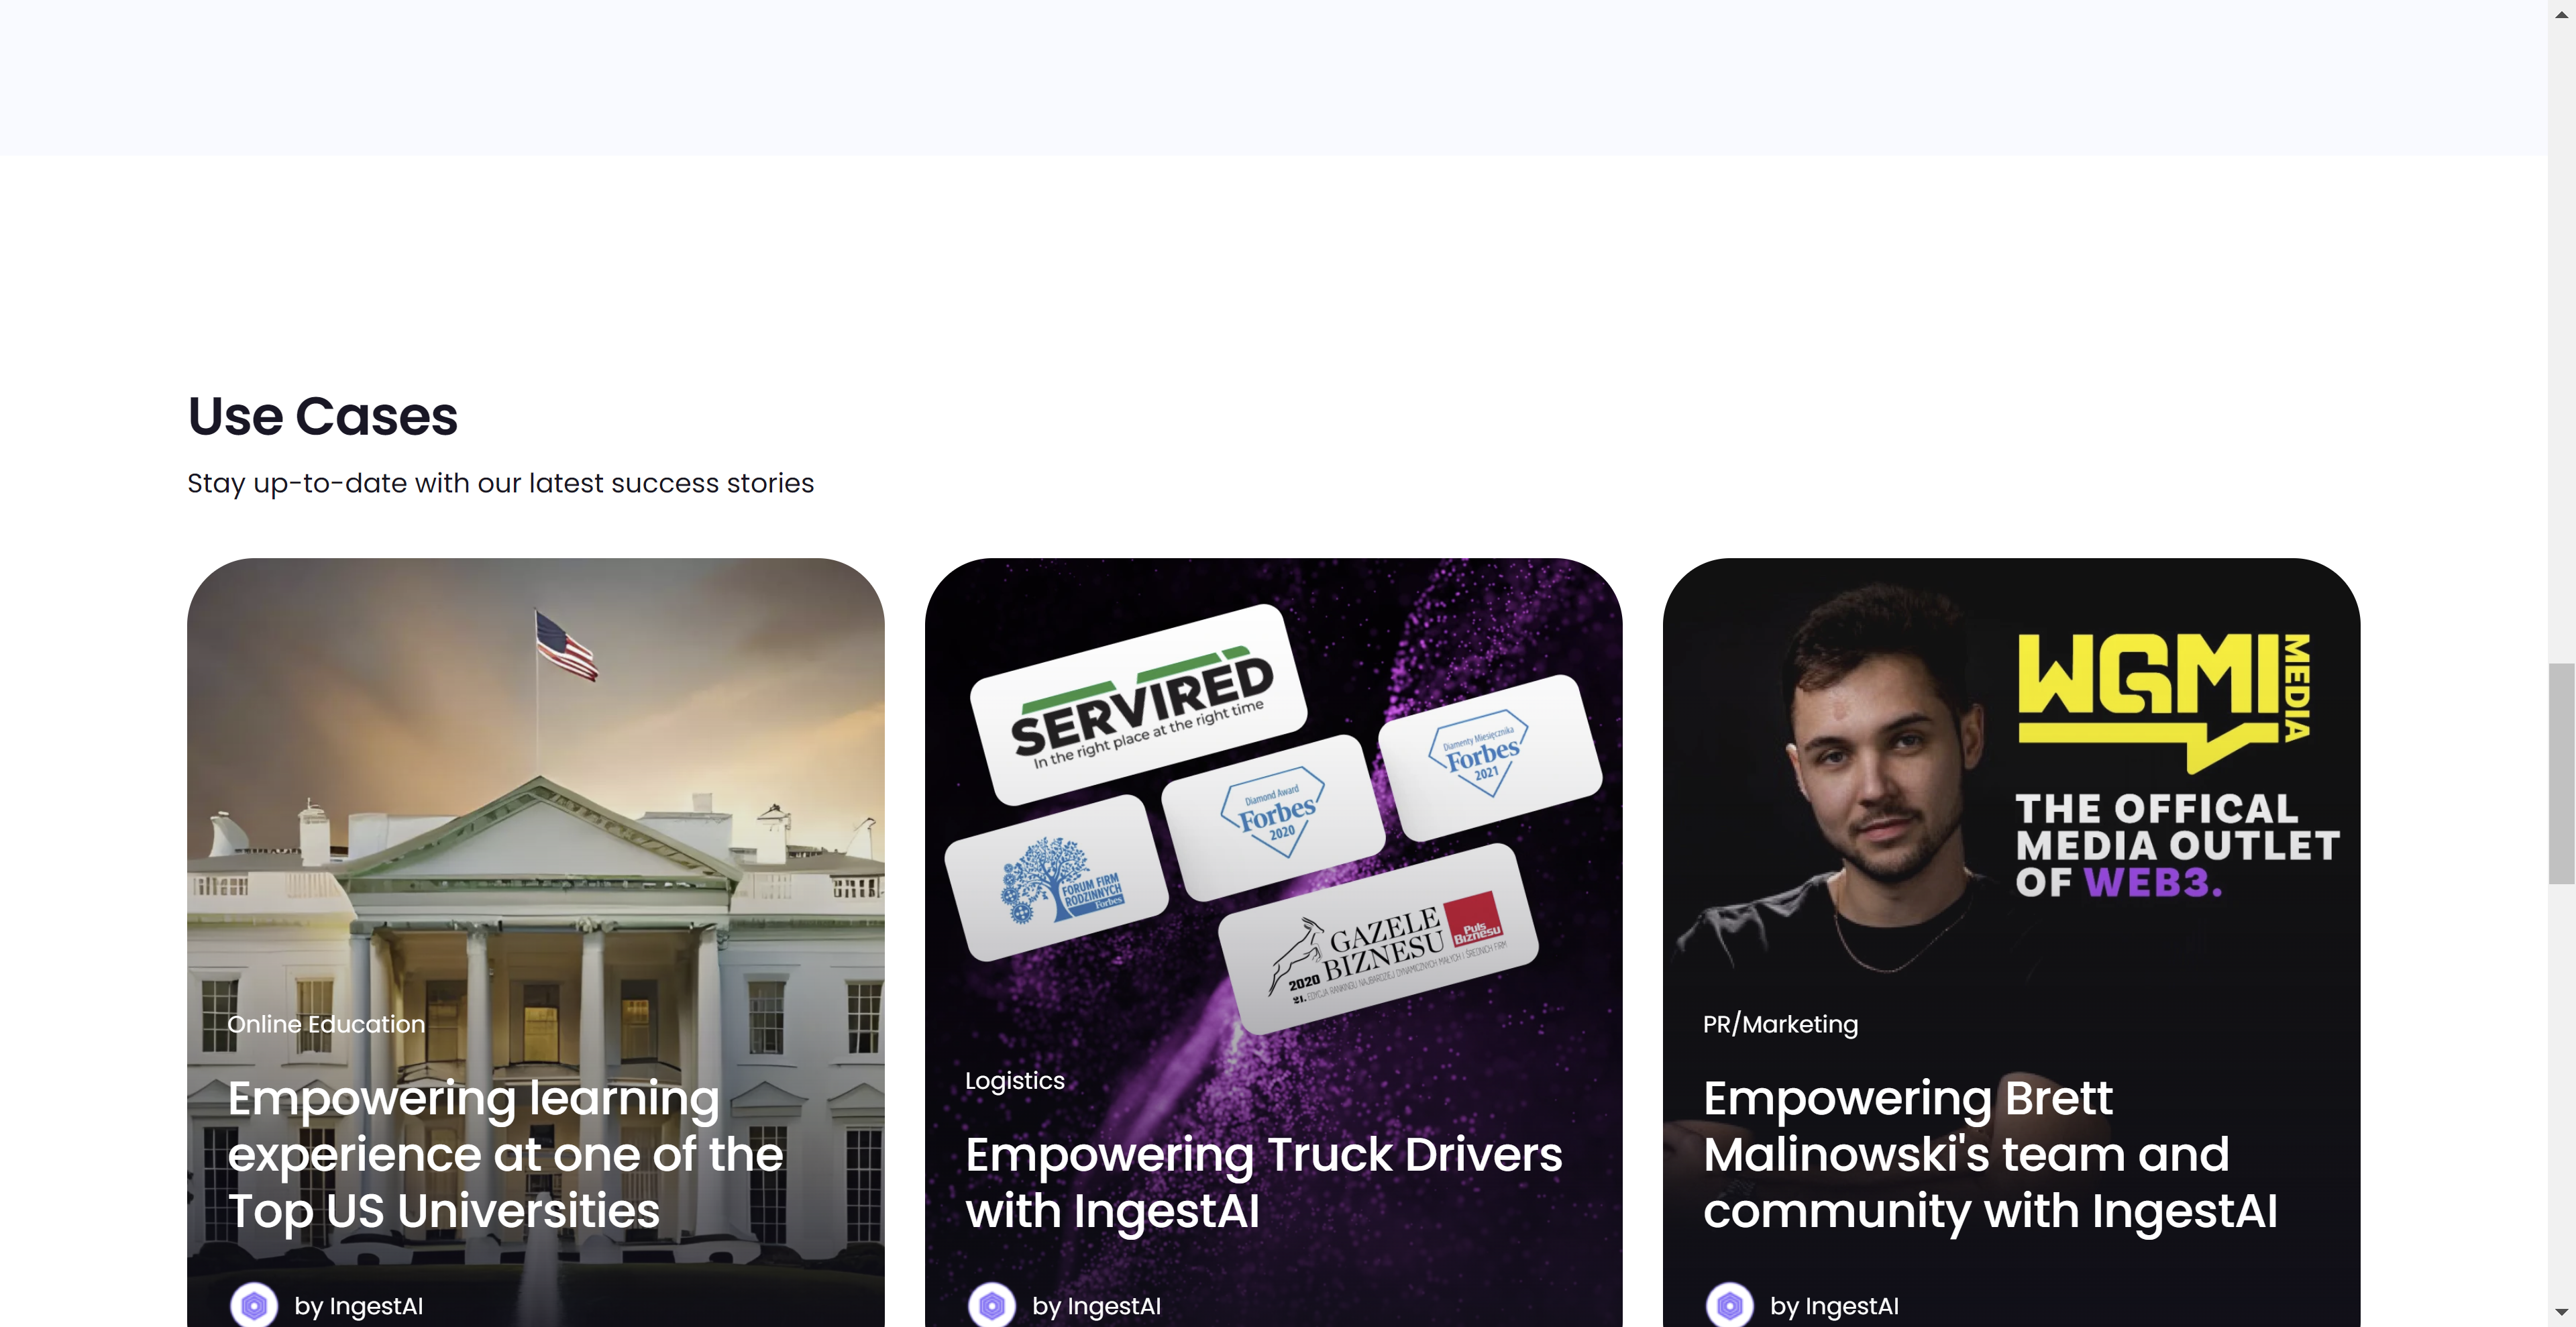 Use Cases
Stay up-to-date with our latest success stories
Online Education
Empowering learning
experience at one of the
Top US Universities
by IngestAI
SERVIRED
In the right place at the right time
Diamenty Miesięcznika
Forbes
2021
Diamond Award
Forbes
2020
FORUM FIRM
RODZINNYCH
Forbes
GAZELE
BIZNESU
Puls
Biznesu
2020
21. EDYCJA RANKINGU NAJBARDZIEJ DYNAMICZNYCH MAŁYCH I ŚREDNICH FIRM
Logistics
Empowering Truck Drivers
with IngestAI
by IngestAI
WGMI
MEDIA
THE OFFICAL
MEDIA OUTLET
OF WEB3.
PR/Marketing
Empowering Brett
Malinowski's team and
community with IngestAI
by IngestAI